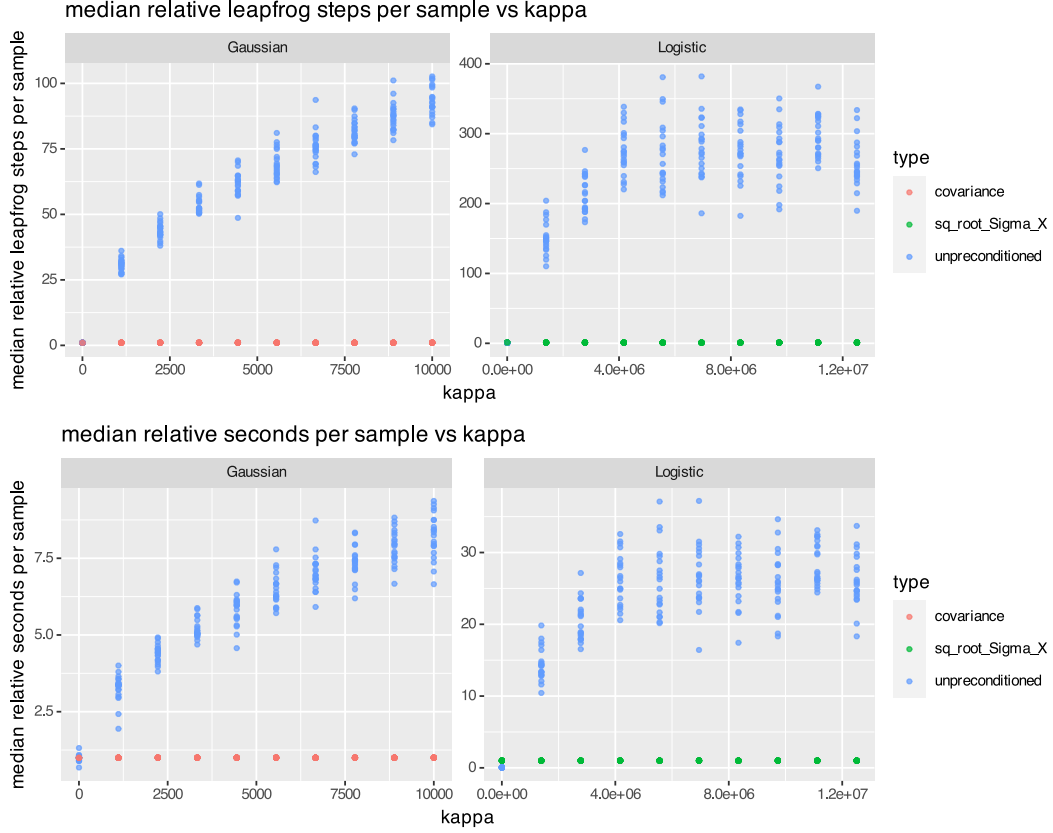 median relative leapfrog steps per sample vs kappa
Gaussian
Logistic
median relative leapfrog steps per sample
100
75
50
25
0
400
300
200
100
0
0
2500
5000
7500
10000
0.0e+00
4.0e+06
8.0e+06
1.2e+07
kappa
type
covariance
sq_root_Sigma_X
unpreconditioned
median relative seconds per sample vs kappa
Gaussian
Logistic
median relative seconds per sample
7.5
5.0
2.5
30
20
10
0
0
2500
5000
7500
10000
0.0e+00
4.0e+06
8.0e+06
1.2e+07
kappa
type
covariance
sq_root_Sigma_X
unpreconditioned